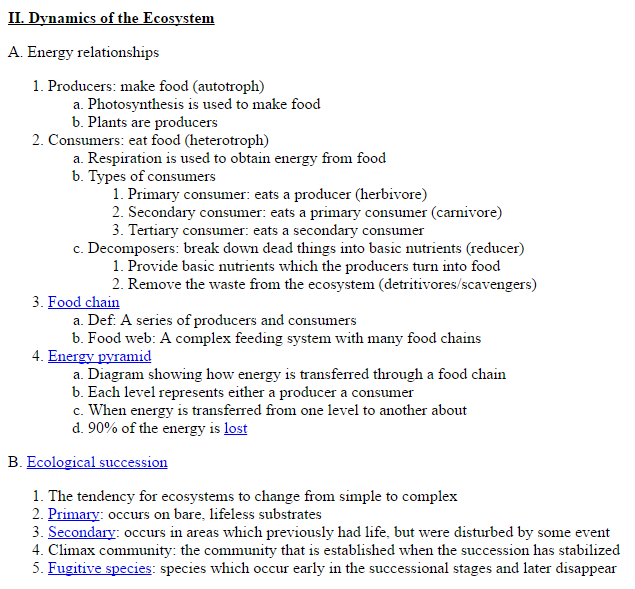 II. Dynamics of the Ecosystem
A. Energy relationships
1. Producers: make food (autotroph)
a. Photosynthesis is used to make food
b. Plants are producers
2. Consumers: eat food (heterotroph)
a. Respiration is used to obtain energy from food
b. Types of consumers
1. Primary consumer: eats a producer (herbivore)
2. Secondary consumer: eats a primary consumer (carnivore)
3. Tertiary consumer: eats a secondary consumer
c. Decomposers: break down dead things into basic nutrients (reducer)
1. Provide basic nutrients which the producers turn into food
2. Remove the waste from the ecosystem (detritivores/scavengers)
3. Food chain
a. Def: A series of producers and consumers
b. Food web: A complex feeding system with many food chains
4. Energy pyramid
a. Diagram showing how energy is transferred through a food chain
b. Each level represents either a producer a consumer
c. When energy is transferred from one level to another about
d. 90% of the energy is lost
B. Ecological succession
1. The tendency for ecosystems to change from simple to complex
2. Primary: occurs on bare, lifeless substrates
3. Secondary: occurs in areas which previously had life, but were disturbed by some event
4. Climax community: the community that is established when the succession has stabilized
5. Fugitive species: species which occur early in the successional stages and later disappear